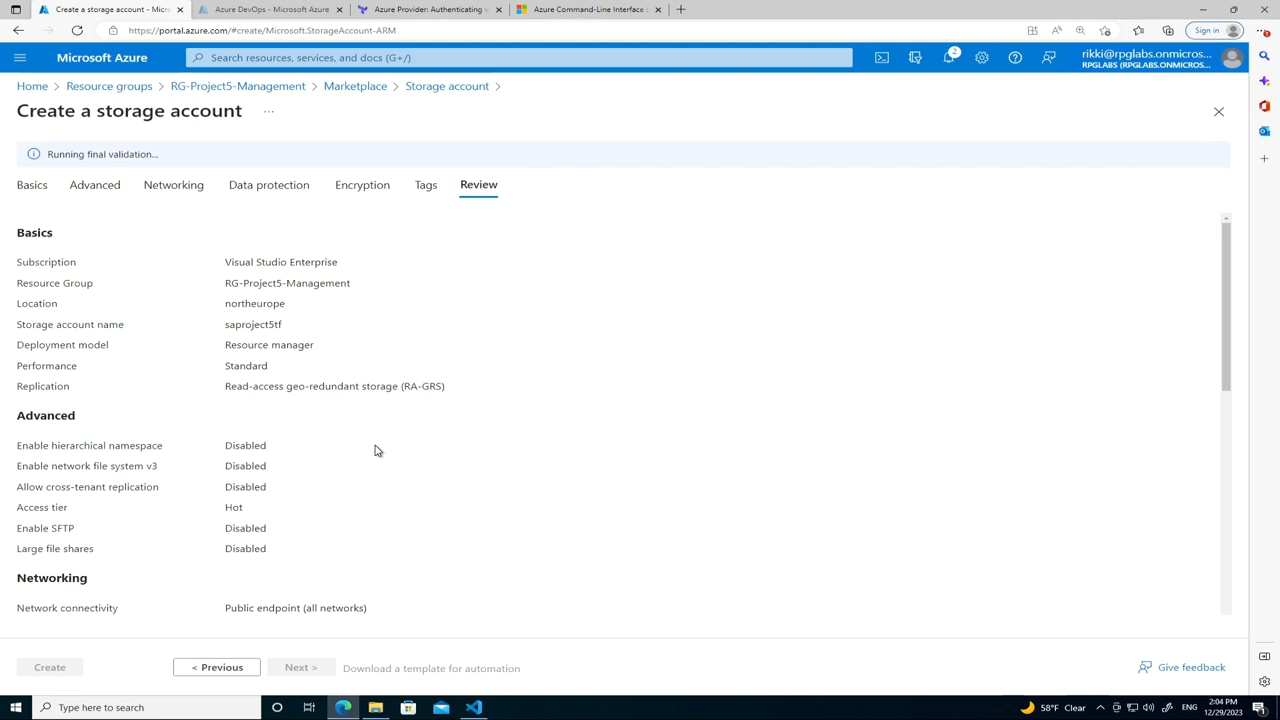 Create a storage account - Micro
Azure DevOps - Microsoft Azure
Azure Provider: Authenticating v
Azure Command-Line Interface
https://portal.azure.com/#create/Microsoft.StorageAccount-ARM
Sign in
Microsoft Azure
Search resources, services, and docs (G+/)
2
rikki@rpglabs.onmicros...
RPGLABS (RPGLABS.ONMICROS...
Home > Resource groups > RG-Project5-Management > Marketplace > Storage account >
Create a storage account ...
Running final validation...
Basics Advanced Networking Data protection Encryption Tags Review
Basics
Subscription Visual Studio Enterprise
Resource Group RG-Project5-Management
Location northeurope
Storage account name saproject5tf
Deployment model Resource manager
Performance Standard
Replication Read-access geo-redundant storage (RA-GRS)
Advanced
Enable hierarchical namespace Disabled
Enable network file system v3 Disabled
Allow cross-tenant replication Disabled
Access tier Hot
Enable SFTP Disabled
Large file shares Disabled
Networking
Network connectivity Public endpoint (all networks)
Create < Previous Next > Download a template for automation Give feedback
Type here to search
58°F Clear
2:04 PM
12/29/2023